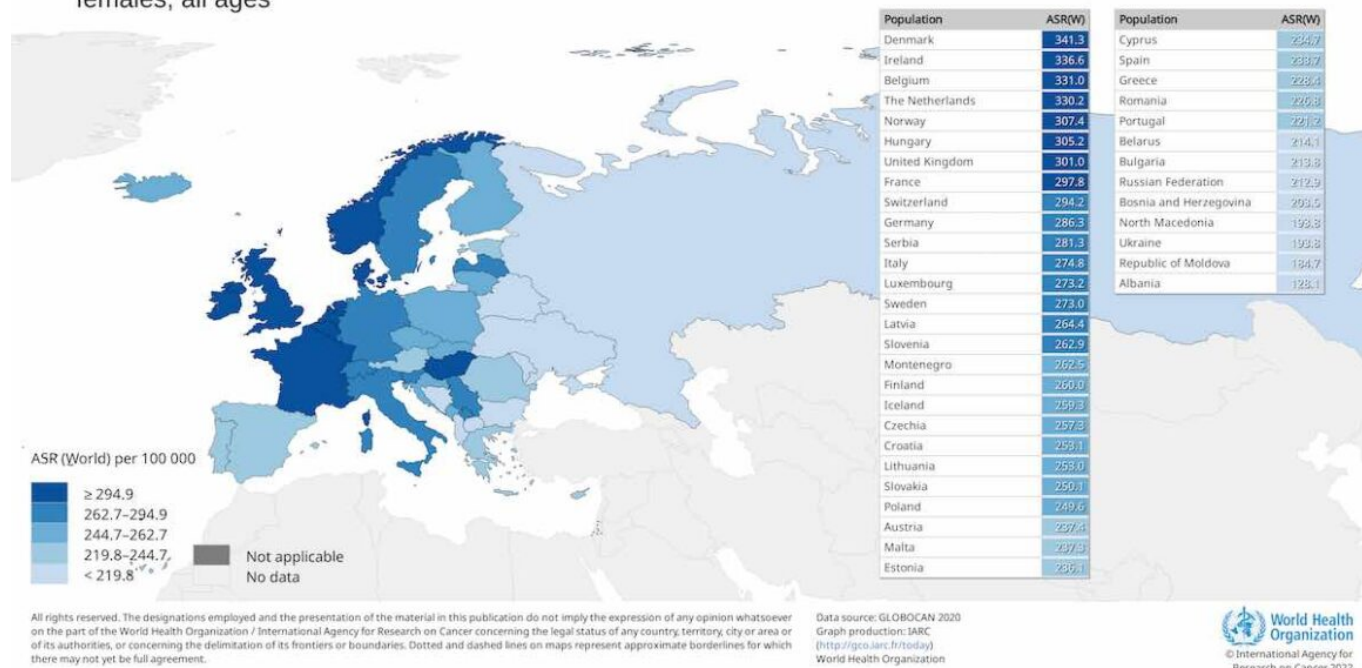 females, all ages
Population ASR(W)
Denmark 341.3
Ireland 336.6
Belgium 331.0
The Netherlands 330.2
Norway 307.4
Hungary 305.2
United Kingdom 301.0
France 297.8
Switzerland 294.2
Germany 286.3
Serbia 281.3
Italy 274.8
Luxembourg 273.2
Sweden 273.0
Latvia 264.4
Slovenia 262.9
Montenegro 262.5
Finland 260.0
Iceland 259.3
Czechia 257.3
Croatia 253.1
Lithuania 253.0
Slovakia 250.1
Poland 249.6
Austria 237.4
Malta 237.3
Estonia 236.1
Population ASR(W)
Cyprus 234.7
Spain 233.7
Greece 228.4
Romania
Portugal 221.2
Belarus 214.1
Bulgaria 213.8
Russian Federation 212.9
Bosnia and Herzegovina 203.5
North Macedonia
Ukraine 193.8
Republic of Moldova 184.7
Albania 128.1
ASR (World) per 100 000
≥ 294.9
262.7–294.9
244.7–262.7
219.8–244.7
< 219.8
Not applicable
No data
All rights reserved. The designations employed and the presentation of the material in this publication do not imply the expression of any opinion whatsoever
on the part of the World Health Organization / International Agency for Research on Cancer concerning the legal status of any country, territory, city or area or
of its authorities, or concerning the delimitation of its frontiers or boundaries. Dotted and dashed lines on maps represent approximate borderlines for which
there may not yet be full agreement.
Data source: GLOBOCAN 2020
Graph production: IARC
(http://gco.iarc.fr/today)
World Health Organization
World Health
Organization
© International Agency for
Research on Cancer